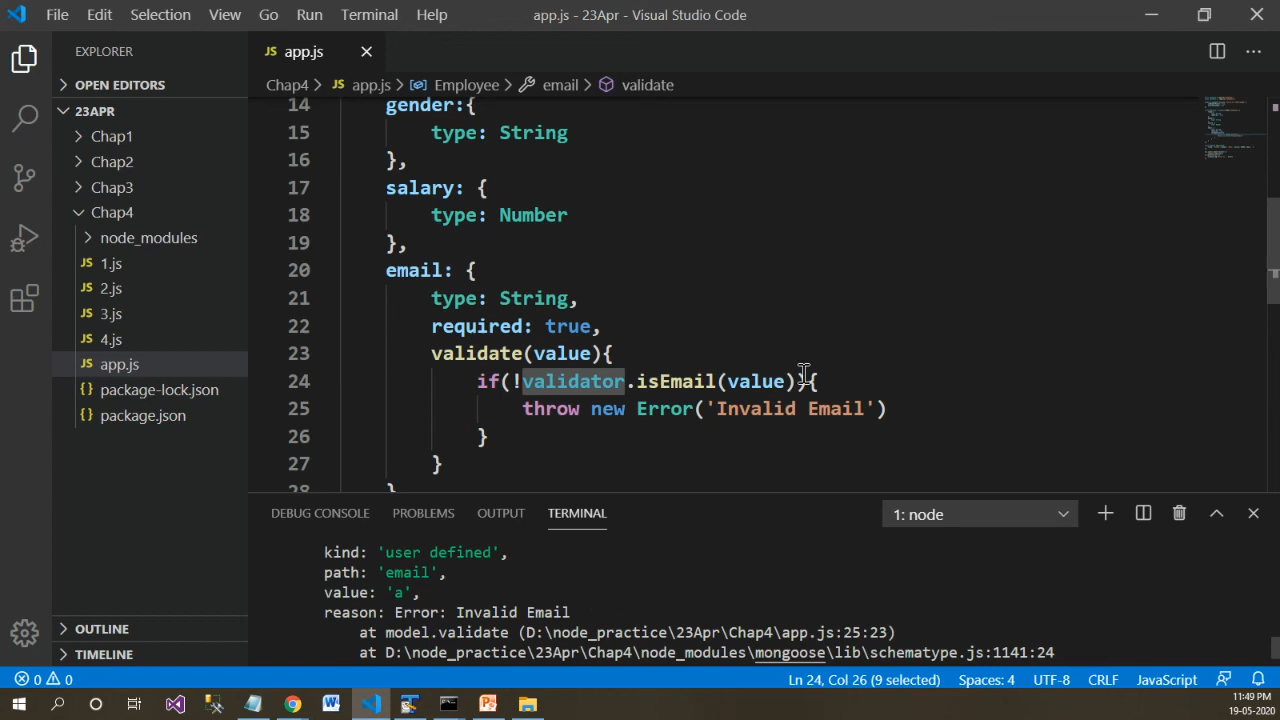 File Edit Selection View Go Run Terminal Help app.js - 23Apr - Visual Studio Code
EXPLORER
OPEN EDITORS
23APR
Chap1
Chap2
Chap3
Chap4
node_modules
JS 1.js
JS 2.js
JS 3.js
JS 4.js
JS app.js
{} package-lock.json
{} package.json
OUTLINE
TIMELINE
JS app.js
Chap4 > JS app.js > Employee > email > validate
14 gender:{
15 type: String
16 },
17 salary: {
18 type: Number
19 },
20 email: {
21 type: String,
22 required: true,
23 validate(value){
24 if(!validator.isEmail(value)){
25 throw new Error('Invalid Email')
26 }
27 }
28 }
DEBUG CONSOLE PROBLEMS OUTPUT TERMINAL 1: node
kind: 'user defined',
path: 'email',
value: 'a',
reason: Error: Invalid Email
at model.validate (D:\node_practice\23Apr\Chap4\app.js:25:23)
at D:\node_practice\23Apr\Chap4\node_modules\mongoose\lib\schematype.js:1141:24
0 0 Ln 24, Col 26 (9 selected) Spaces: 4 UTF-8 CRLF JavaScript
11:49 PM
19-05-2020